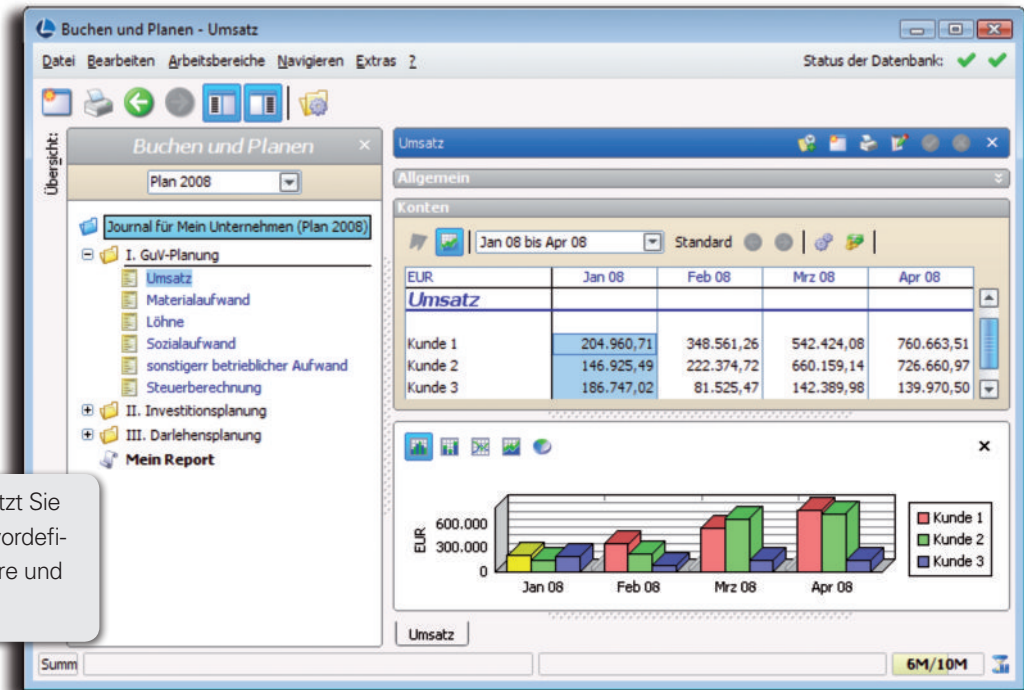 Buchen und Planen - Umsatz
Datei Bearbeiten Arbeitsbereiche Navigieren Extras ?
Status der Datenbank:
Übersicht:
Buchen und Planen
Plan 2008
Journal für Mein Unternehmen (Plan 2008)
I. GuV-Planung
Umsatz
Materialaufwand
Löhne
Sozialaufwand
sonstigerr betrieblicher Aufwand
Steuerberechnung
II. Investitionsplanung
III. Darlehensplanung
Mein Report
tzt Sie
vordefi-
re und
Umsatz
Allgemein
Konten
Jan 08 bis Apr 08 Standard
EUR Jan 08 Feb 08 Mrz 08 Apr 08
Umsatz
Kunde 1 204.960,71 348.561,26 542.424,08 760.663,51
Kunde 2 146.925,49 222.374,72 660.159,14 726.660,97
Kunde 3 186.747,02 81.525,47 142.389,98 139.970,50
EUR
600.000
300.000
0
Jan 08 Feb 08 Mrz 08 Apr 08
Kunde 1
Kunde 2
Kunde 3
Umsatz
Summ
6M/10M